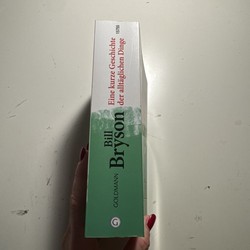 Eine kurze Geschichte
der alltäglichen Dinge
Bill
Bryson
GOLDMANN
G